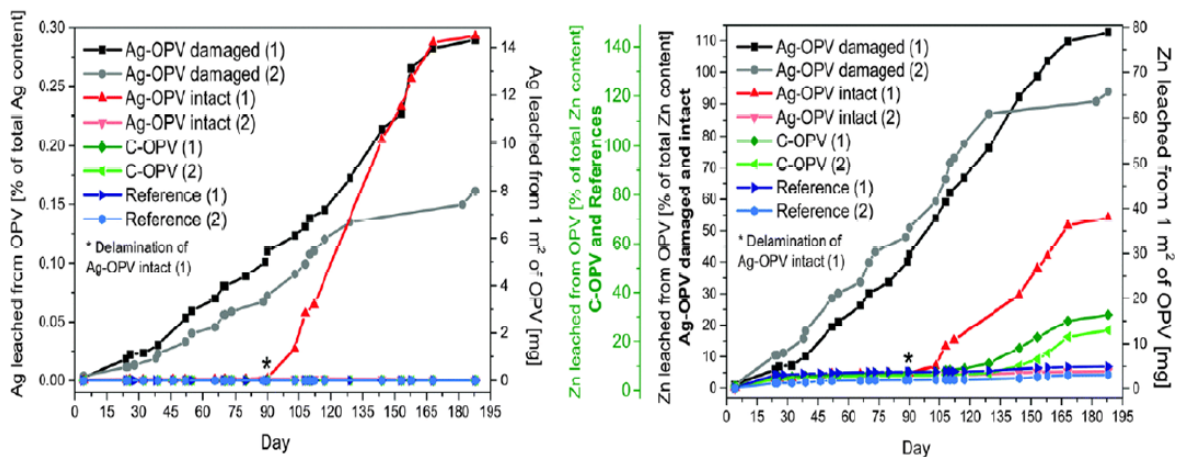 Ag leached from OPV [% of total Ag content]
0.30
0.25
0.20
0.15
0.10
0.05
0.00
Ag-OPV damaged (1)
Ag-OPV damaged (2)
Ag-OPV intact (1)
Ag-OPV intact (2)
C-OPV (1)
C-OPV (2)
Reference (1)
Reference (2)
* Delamination of
Ag-OPV intact (1)
*
0 15 30 45 60 75 90 105 120 135 150 165 180 195
Day
14
12
10
8
6
4
2
0
Ag leached from 1 m² of OPV [mg]
Zn leached from OPV [% of total Zn content]
C-OPV and References
140
120
100
80
60
40
20
0
Zn leached from OPV [% of total Zn content]
Ag-OPV damaged and intact
110
100
90
80
70
60
50
40
30
20
10
0
Ag-OPV damaged (1)
Ag-OPV damaged (2)
Ag-OPV intact (1)
Ag-OPV intact (2)
C-OPV (1)
C-OPV (2)
Reference (1)
Reference (2)
* Delamination of
Ag-OPV intact (1)
*
0 15 30 45 60 75 90 105 120 135 150 165 180 195
Day
80
70
60
50
40
30
20
10
0
Zn leached from 1 m² of OPV [mg]